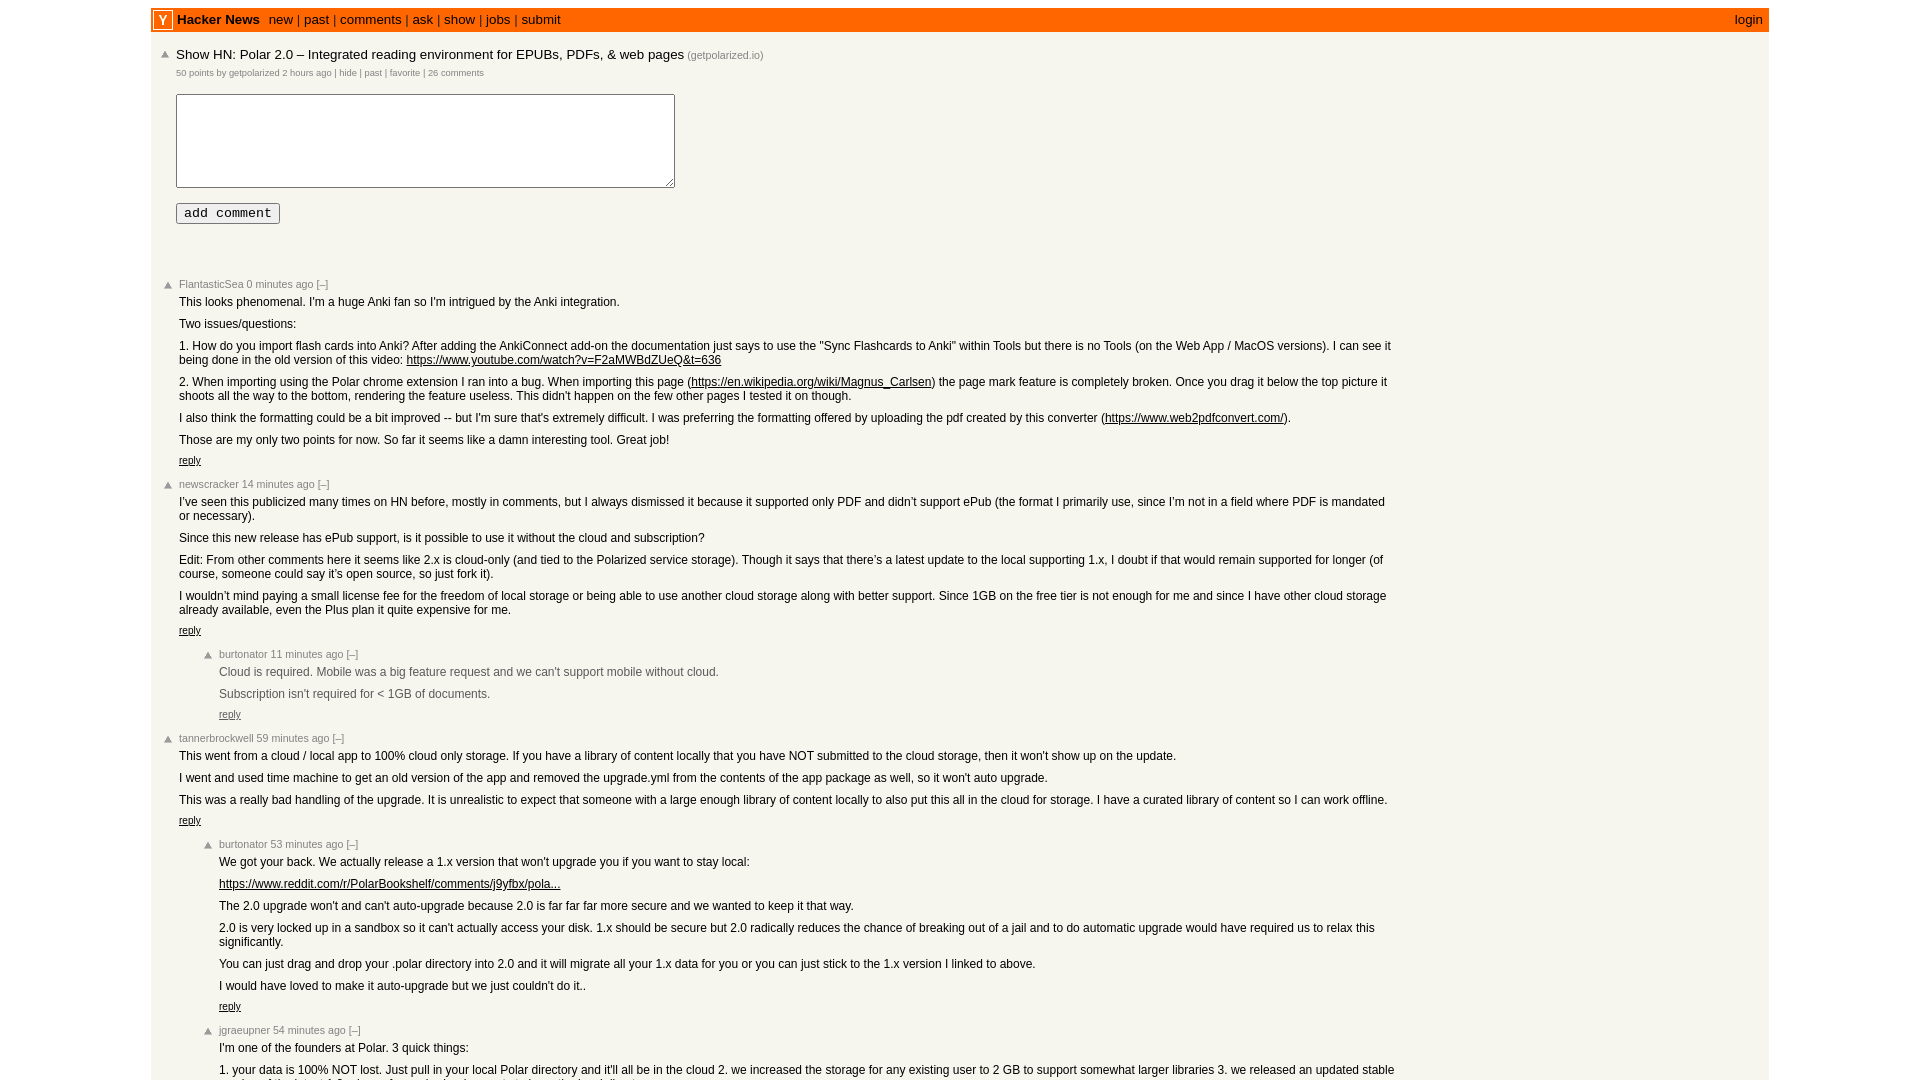 Y Hacker News new | past | comments | ask | show | jobs | submit login
Show HN: Polar 2.0 – Integrated reading environment for EPUBs, PDFs, & web pages (getpolarized.io)
50 points by getpolarized 2 hours ago | hide | past | favorite | 26 comments
add comment
FlantasticSea 0 minutes ago [–]
This looks phenomenal. I'm a huge Anki fan so I'm intrigued by the Anki integration.
Two issues/questions:
1. How do you import flash cards into Anki? After adding the AnkiConnect add-on the documentation just says to use the "Sync Flashcards to Anki" within Tools but there is no Tools (on the Web App / MacOS versions). I can see it
being done in the old version of this video: https://www.youtube.com/watch?v=F2aMWBdZUeQ&t=636
2. When importing using the Polar chrome extension I ran into a bug. When importing this page (https://en.wikipedia.org/wiki/Magnus_Carlsen) the page mark feature is completely broken. Once you drag it below the top picture it
shoots all the way to the bottom, rendering the feature useless. This didn't happen on the few other pages I tested it on though.
I also think the formatting could be a bit improved -- but I'm sure that's extremely difficult. I was preferring the formatting offered by uploading the pdf created by this converter (https://www.web2pdfconvert.com/).
Those are my only two points for now. So far it seems like a damn interesting tool. Great job!
reply
newscracker 14 minutes ago [–]
I’ve seen this publicized many times on HN before, mostly in comments, but I always dismissed it because it supported only PDF and didn’t support ePub (the format I primarily use, since I’m not in a field where PDF is mandated
or necessary).
Since this new release has ePub support, is it possible to use it without the cloud and subscription?
Edit: From other comments here it seems like 2.x is cloud-only (and tied to the Polarized service storage). Though it says that there’s a latest update to the local supporting 1.x, I doubt if that would remain supported for longer (of
course, someone could say it’s open source, so just fork it).
I wouldn’t mind paying a small license fee for the freedom of local storage or being able to use another cloud storage along with better support. Since 1GB on the free tier is not enough for me and since I have other cloud storage
already available, even the Plus plan it quite expensive for me.
reply
burtonator 11 minutes ago [–]
Cloud is required. Mobile was a big feature request and we can't support mobile without cloud.
Subscription isn't required for < 1GB of documents.
reply
tannerbrockwell 59 minutes ago [–]
This went from a cloud / local app to 100% cloud only storage. If you have a library of content locally that you have NOT submitted to the cloud storage, then it won't show up on the update.
I went and used time machine to get an old version of the app and removed the upgrade.yml from the contents of the app package as well, so it won't auto upgrade.
This was a really bad handling of the upgrade. It is unrealistic to expect that someone with a large enough library of content locally to also put this all in the cloud for storage. I have a curated library of content so I can work offline.
reply
burtonator 53 minutes ago [–]
We got your back. We actually release a 1.x version that won't upgrade you if you want to stay local:
https://www.reddit.com/r/PolarBookshelf/comments/j9yfbx/pola...
The 2.0 upgrade won't and can't auto-upgrade because 2.0 is far far far more secure and we wanted to keep it that way.
2.0 is very locked up in a sandbox so it can't actually access your disk. 1.x should be secure but 2.0 radically reduces the chance of breaking out of a jail and to do automatic upgrade would have required us to relax this
significantly.
You can just drag and drop your .polar directory into 2.0 and it will migrate all your 1.x data for you or you can just stick to the 1.x version I linked to above.
I would have loved to make it auto-upgrade but we just couldn't do it..
reply
jgraeupner 54 minutes ago [–]
I'm one of the founders at Polar. 3 quick things:
1. your data is 100% NOT lost. Just pull in your local Polar directory and it'll all be in the cloud 2. we increased the storage for any existing user to 2 GB to support somewhat larger libraries 3. we released an updated stable